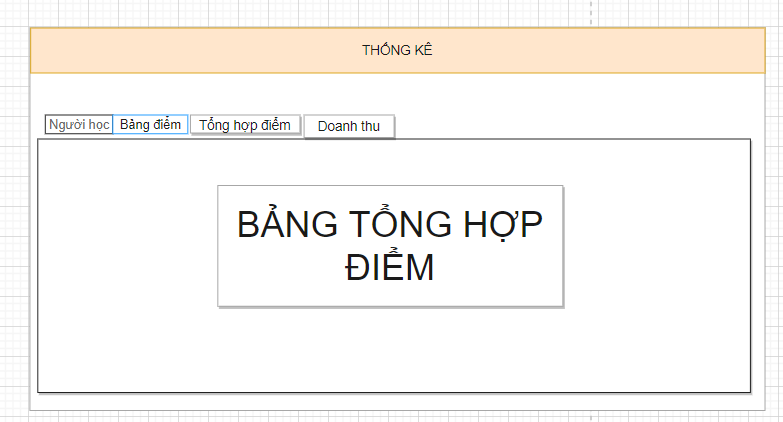 THỐNG KÊ
Người học Bảng điểm Tổng hợp điểm Doanh thu
BẢNG TỔNG HỢP
ĐIỂM